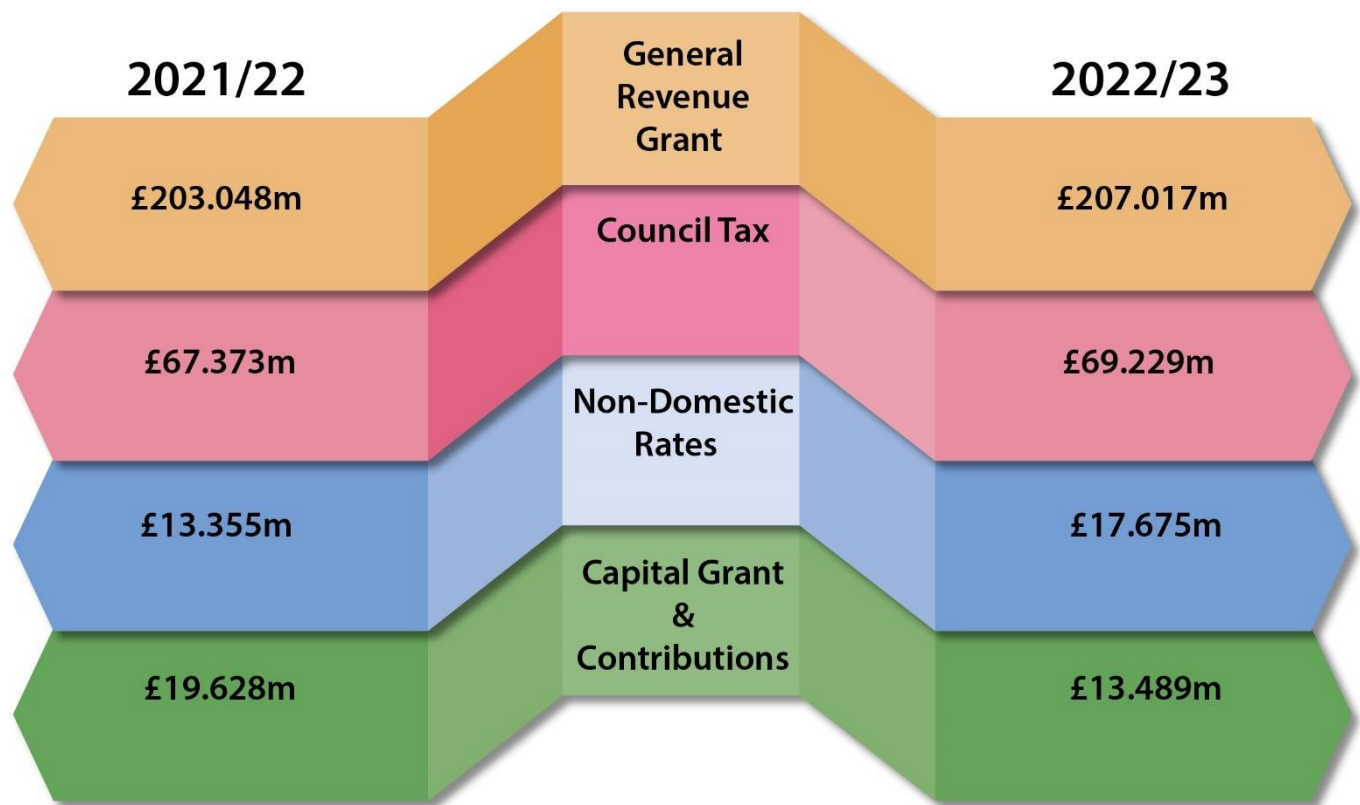 2021/22
General
Revenue
Grant
2022/23
£203.048m
£207.017m
Council Tax
£67.373m
£69.229m
Non-Domestic
Rates
£13.355m
£17.675m
Capital Grant
&
Contributions
£19.628m
£13.489m